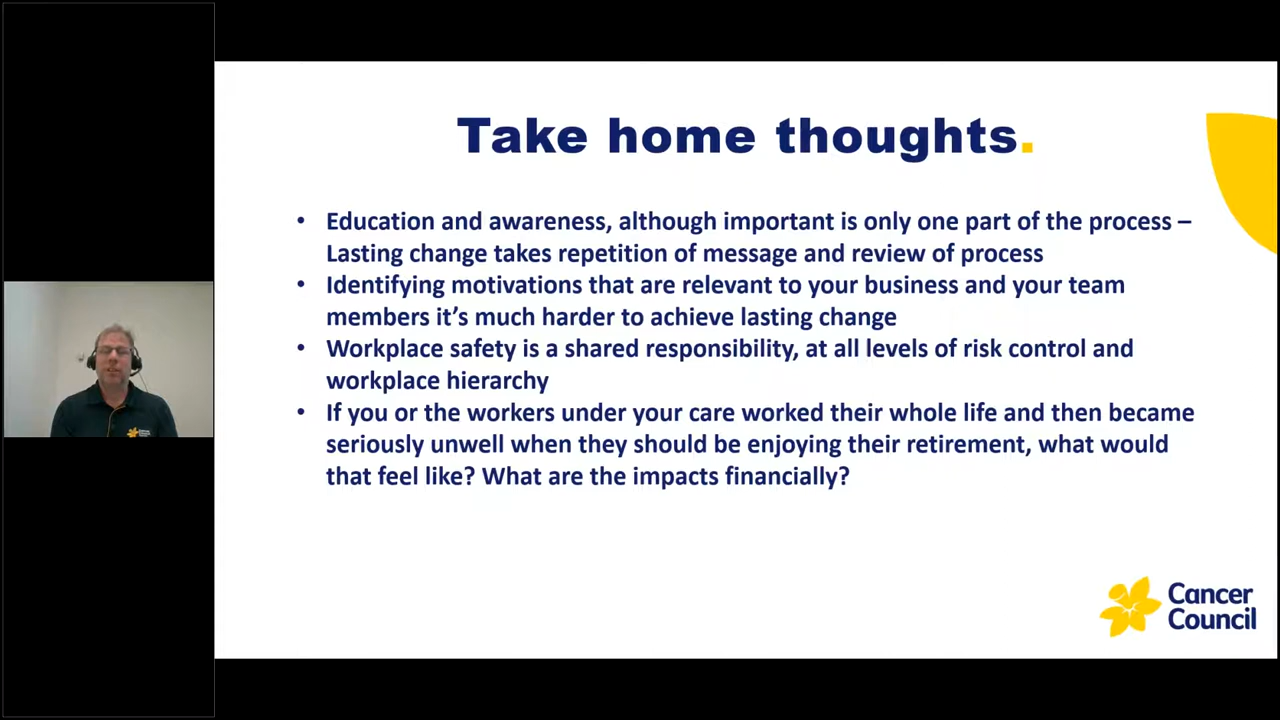 Take home thoughts.
• Education and awareness, although important is only one part of the process –
Lasting change takes repetition of message and review of process
• Identifying motivations that are relevant to your business and your team
members it’s much harder to achieve lasting change
• Workplace safety is a shared responsibility, at all levels of risk control and
workplace hierarchy
• If you or the workers under your care worked their whole life and then became
seriously unwell when they should be enjoying their retirement, what would
that feel like? What are the impacts financially?
Cancer
Council